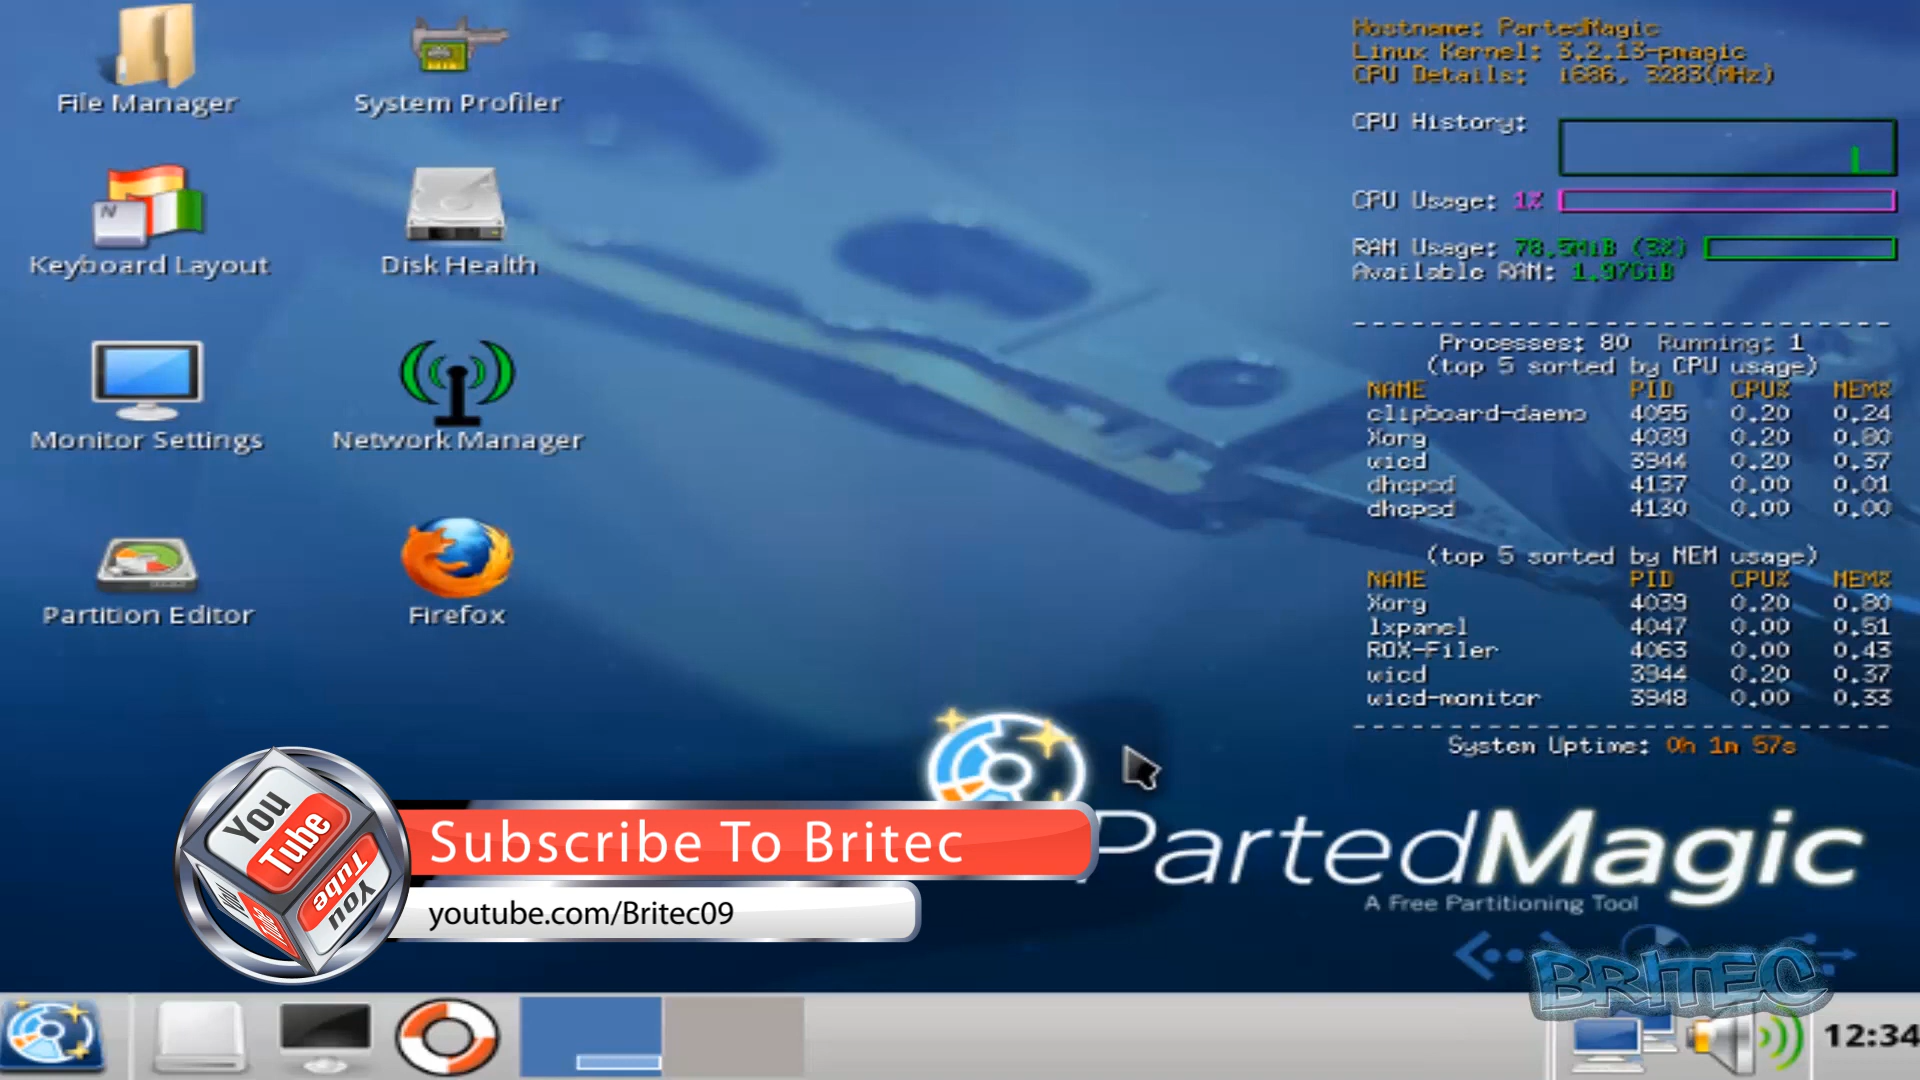 File Manager
System Profiler
Keyboard Layout
Disk Health
Monitor Settings
Network Manager
Partition Editor
Firefox
Hostname: PartedMagic
Linux Kernel: 3.2.13-pmagic
CPU Details: i686, 3283(MHz)
CPU History:
CPU Usage: 1%
RAM Usage: 78.5MiB (3%)
Available RAM: 1.97GiB
Processes: 80 Running: 1
(top 5 sorted by CPU usage)
NAME PID CPU% MEM%
clipboard-daemo 4055 0.20 0.24
Xorg 4039 0.20 0.80
wicd 3944 0.20 0.37
dhcpcd 4137 0.00 0.01
dhcpcd 4130 0.00 0.00
(top 5 sorted by MEM usage)
NAME PID CPU% MEM%
Xorg 4039 0.20 0.80
lxpanel 4047 0.00 0.51
ROX-Filer 4063 0.00 0.43
wicd 3944 0.20 0.37
wicd-monitor 3948 0.00 0.33
System Uptime: 0h 1m 57s
PartedMagic
A Free Partitioning Tool
You
Tube
You
Tube
Subscribe To Britec
youtube.com/Britec09
BRITEC
12:34